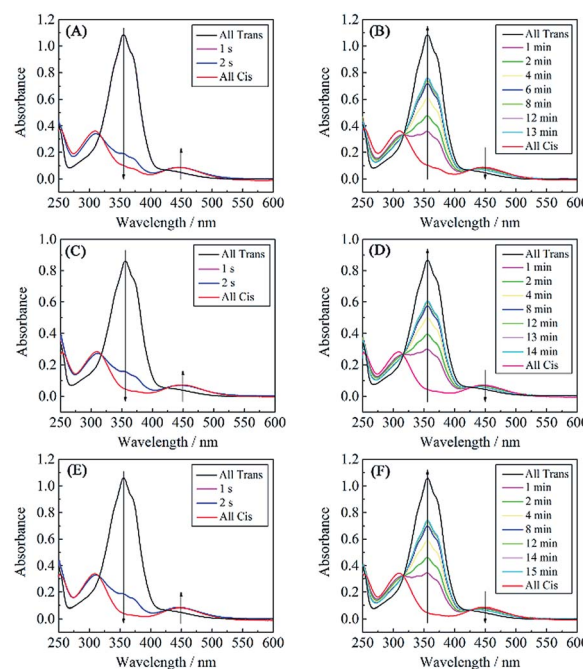 (A)
1.2
1.0
0.8
0.6
0.4
0.2
0.0
Absorbance
250 300 350 400 450 500 550 600
Wavelength / nm
All Trans
1 s
2 s
All Cis
(B)
1.2
1.0
0.8
0.6
0.4
0.2
0.0
Absorbance
250 300 350 400 450 500 550 600
Wavelength / nm
All Trans
1 min
2 min
4 min
6 min
8 min
12 min
13 min
All Cis
(C)
1.0
0.8
0.6
0.4
0.2
0.0
Absorbance
250 300 350 400 450 500 550 600
Wavelength / nm
All Trans
1 s
2 s
All Cis
(D)
1.0
0.8
0.6
0.4
0.2
0.0
Absorbance
250 300 350 400 450 500 550 600
Wavelength / nm
All Trans
1 min
2 min
4 min
8 min
12 min
13 min
14 min
All Cis
(E)
1.2
1.0
0.8
0.6
0.4
0.2
0.0
Absorbance
250 300 350 400 450 500 550 600
Wavelength / nm
All Trans
1 s
2 s
All Cis
(F)
1.2
1.0
0.8
0.6
0.4
0.2
0.0
Absorbance
250 300 350 400 450 500 550 600
Wavelength / nm
All Trans
1 min
2 min
4 min
8 min
12 min
14 min
15 min
All Cis